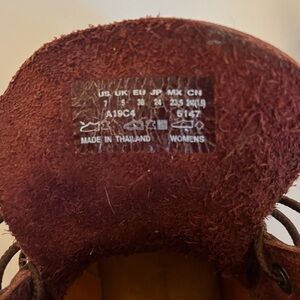 US UK EU JP MX CN
7 5 38 24 23,5 240(1,5)
A19C4 5147
MADE IN THAILAND WOMENS